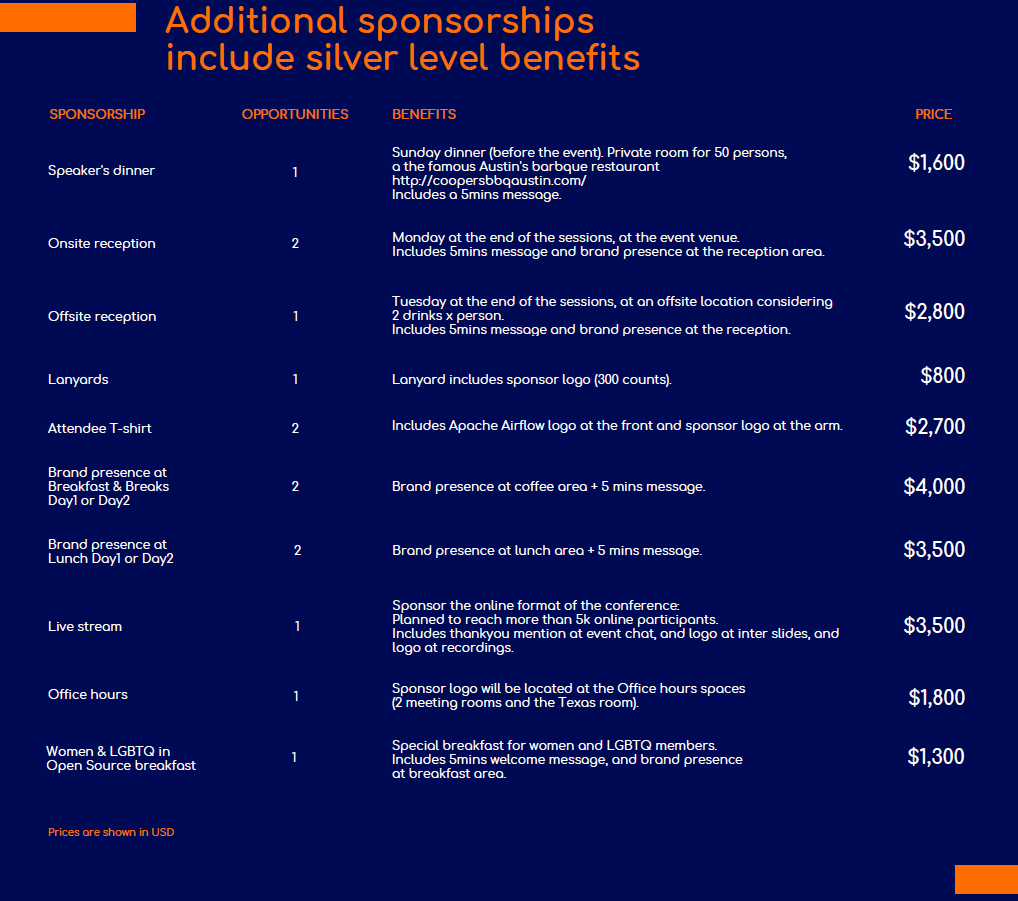 Additional sponsorships
include silver level benefits
SPONSORSHIP OPPORTUNITIES BENEFITS PRICE
Speaker's dinner
1
Sunday dinner (before the event). Private room for 50 persons,
a the famous Austin's barbque restaurant
http://coopersbbqaustin.com/
Includes a 5mins message.
$1,600
Onsite reception
2
Monday at the end of the sessions, at the event venue.
Includes 5mins message and brand presence at the reception area.
$3,500
Offsite reception
1
Tuesday at the end of the sessions, at an offsite location considering
2 drinks x person.
Includes 5mins message and brand presence at the reception.
$2,800
Lanyards
1
Lanyard includes sponsor logo (300 counts).
$800
Attendee T-shirt
2
Includes Apache Airflow logo at the front and sponsor logo at the arm.
$2,700
Brand presence at
Breakfast & Breaks
Day1 or Day2
2
Brand presence at coffee area + 5 mins message.
$4,000
Brand presence at
Lunch Day1 or Day2
2
Brand presence at lunch area + 5 mins message.
$3,500
Live stream
1
Sponsor the online format of the conference:
Planned to reach more than 5k online participants.
Includes thankyou mention at event chat, and logo at inter slides, and
logo at recordings.
$3,500
Office hours
1
Sponsor logo will be located at the Office hours spaces
(2 meeting rooms and the Texas room).
$1,800
Women & LGBTQ in
Open Source breakfast
1
Special breakfast for women and LGBTQ members.
Includes 5mins welcome message, and brand presence
at breakfast area.
$1,300
Prices are shown in USD